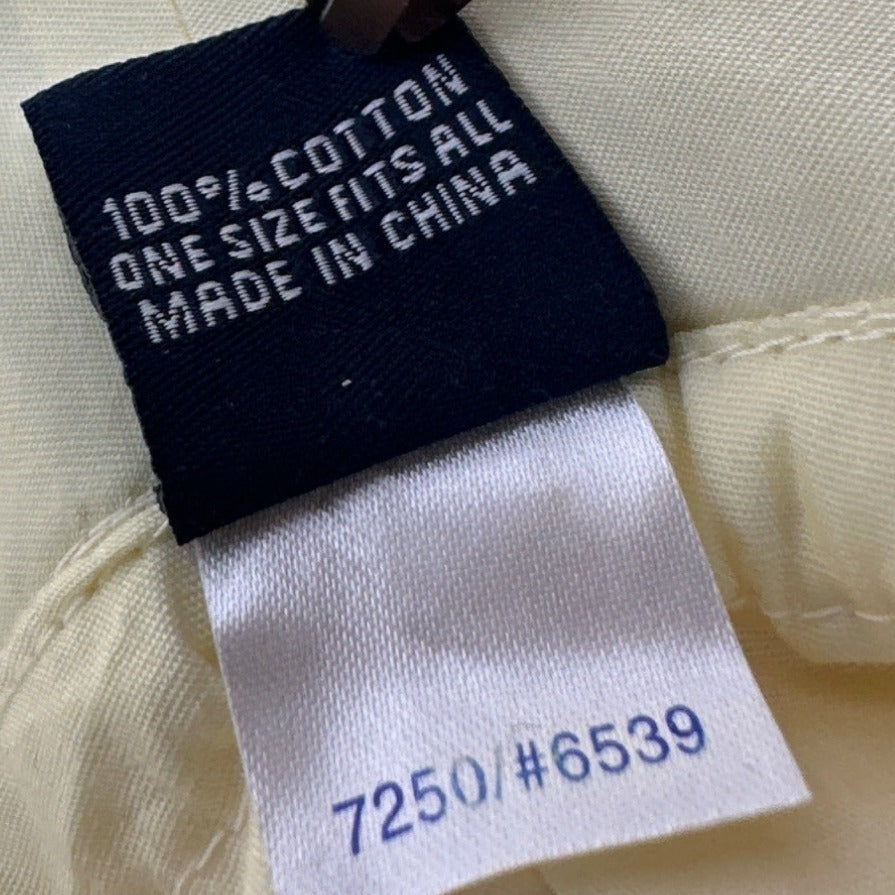 100% COTTON
ONE SIZE FITS ALL
MADE IN CHINA
7250/#6539